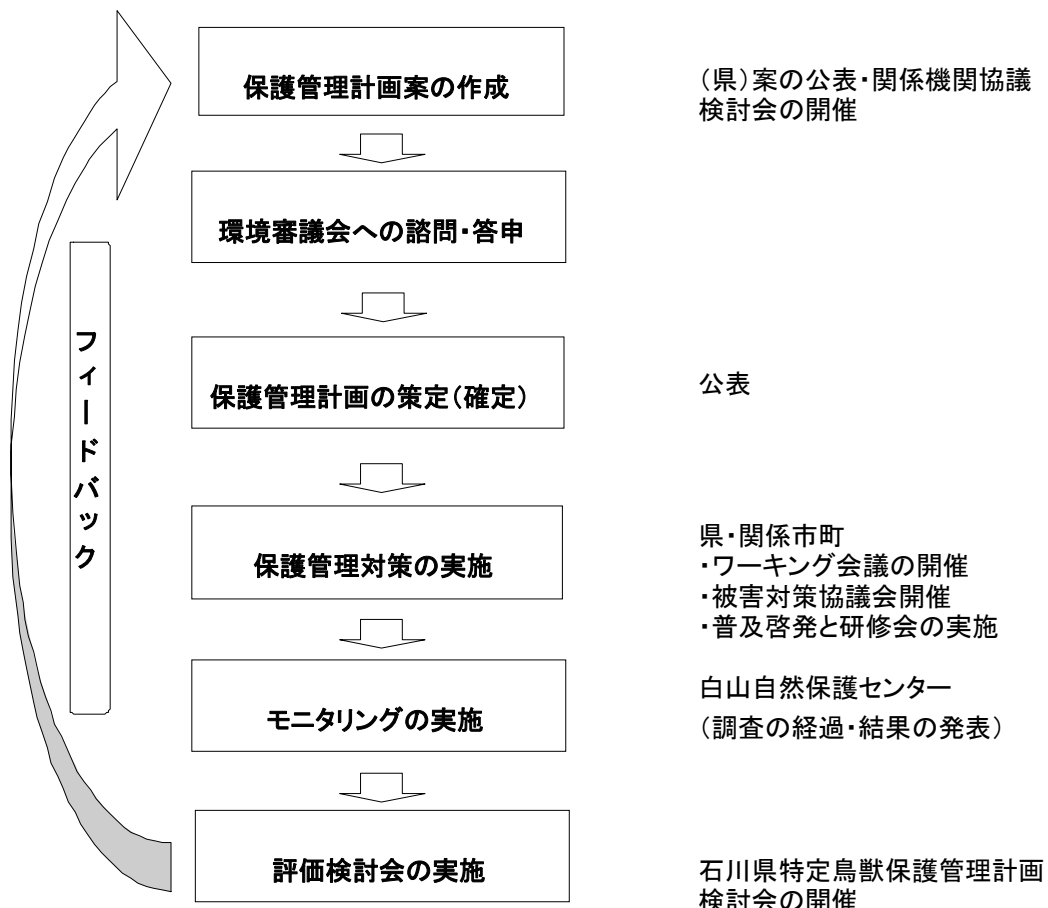 保護管理計画案の作成
(県)案の公表・関係機関協議
検討会の開催
環境審議会への諮問・答申
フィードバック
保護管理計画の策定(確定)
公表
保護管理対策の実施
県・関係市町
・ワーキング会議の開催
・被害対策協議会開催
・普及啓発と研修会の実施
モニタリングの実施
白山自然保護センター
(調査の経過・結果の発表)
評価検討会の実施
石川県特定鳥獣保護管理計画
検討会の開催